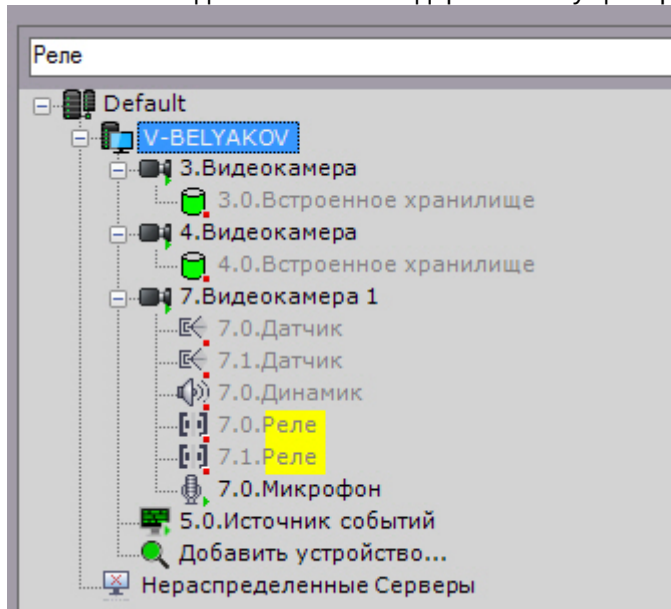 Реле
Default
V-BELYAKOV
3.Видеокамера
3.0.Встроенное хранилище
4.Видеокамера
4.0.Встроенное хранилище
7.Видеокамера 1
7.0.Датчик
7.1.Датчик
7.0.Динамик
7.0.Реле
7.1.Реле
7.0.Микрофон
5.0.Источник событий
Добавить устройство...
Нераспределенные Серверы